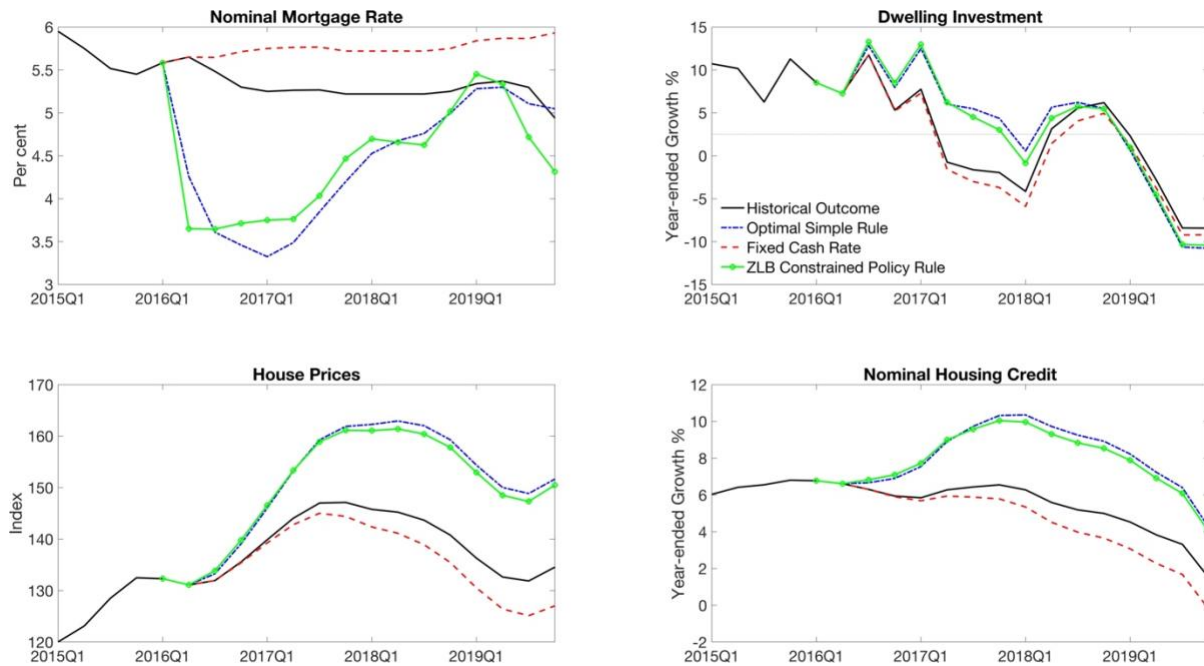 Nominal Mortgage Rate
6
5.5
5
4.5
4
3.5
3
Per cent
2015Q1 2016Q1 2017Q1 2018Q1 2019Q1
Dwelling Investment
15
10
5
0
-5
-10
-15
Year-ended Growth %
Historical Outcome
Optimal Simple Rule
Fixed Cash Rate
ZLB Constrained Policy Rule
2015Q1 2016Q1 2017Q1 2018Q1 2019Q1
House Prices
170
160
150
140
130
120
Index
2015Q1 2016Q1 2017Q1 2018Q1 2019Q1
Nominal Housing Credit
12
10
8
6
4
2
0
-2
Year-ended Growth %
2015Q1 2016Q1 2017Q1 2018Q1 2019Q1